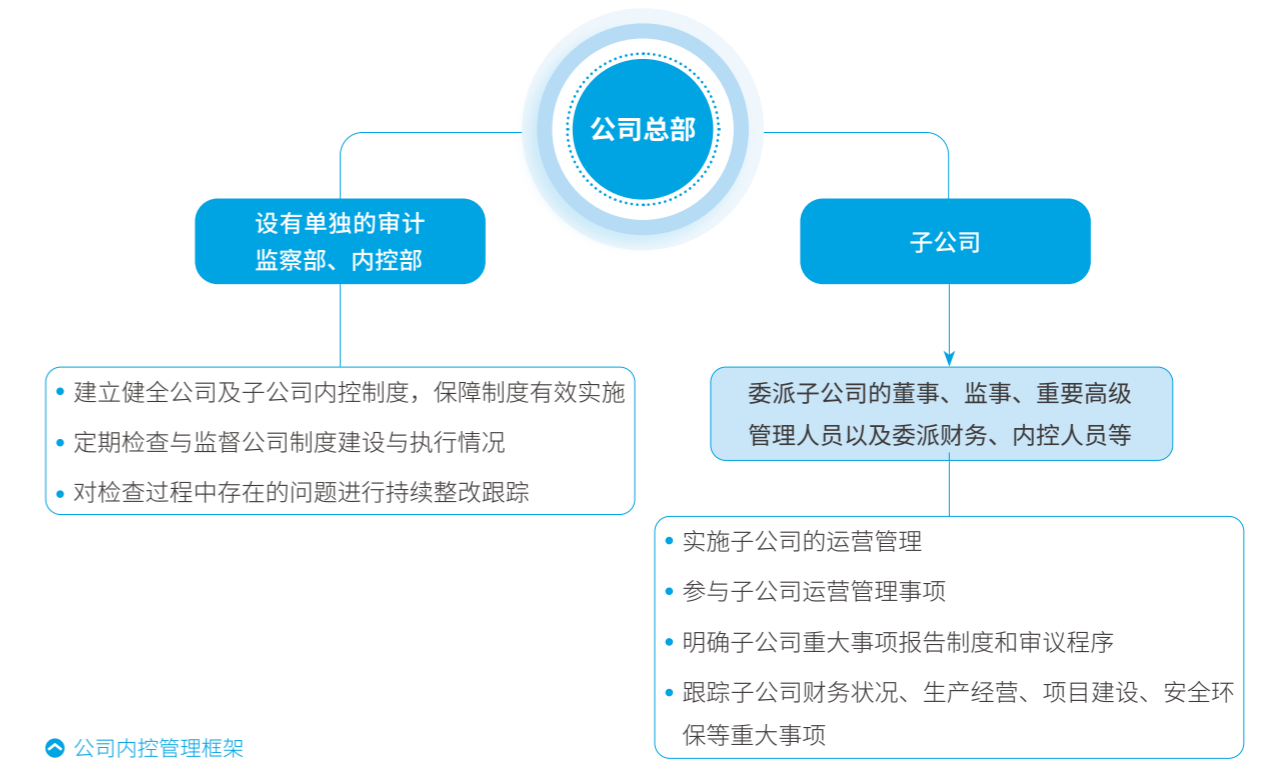 公司总部
设有单独的审计
监察部、内控部
子公司
建立健全公司及子公司内控制度，保障制度有效实施
定期检查与监督公司制度建设与执行情况
对检查过程中存在的问题进行持续整改跟踪
委派子公司的董事、监事、重要高级
管理人员以及委派财务、内控人员等
实施子公司的运营管理
参与子公司运营管理事项
明确子公司重大事项报告制度和审议程序
跟踪子公司财务状况、生产经营、项目建设、安全环
保等重大事项
公司内控管理框架